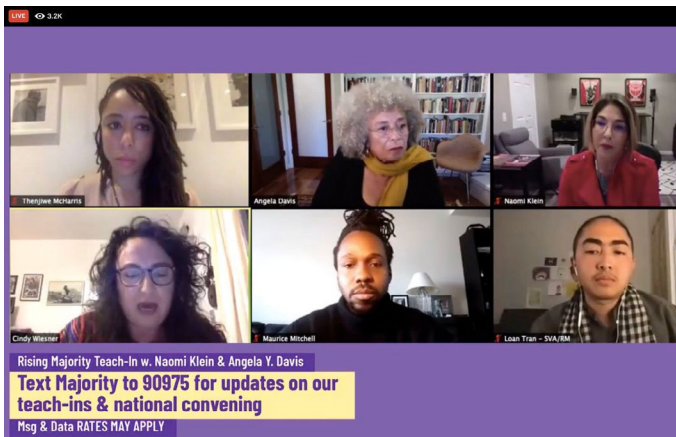 LIVE 3.2K
Thenjiwe McHarris
Angela Davis
Naomi Klein
Cindy Wiesner
Maurice Mitchell
Loan Tran - SVA/RM
Rising Majority Teach-In w. Naomi Klein & Angela Y. Davis
Text Majority to 90975 for updates on our
teach-ins & national convening
Msg & Data RATES MAY APPLY